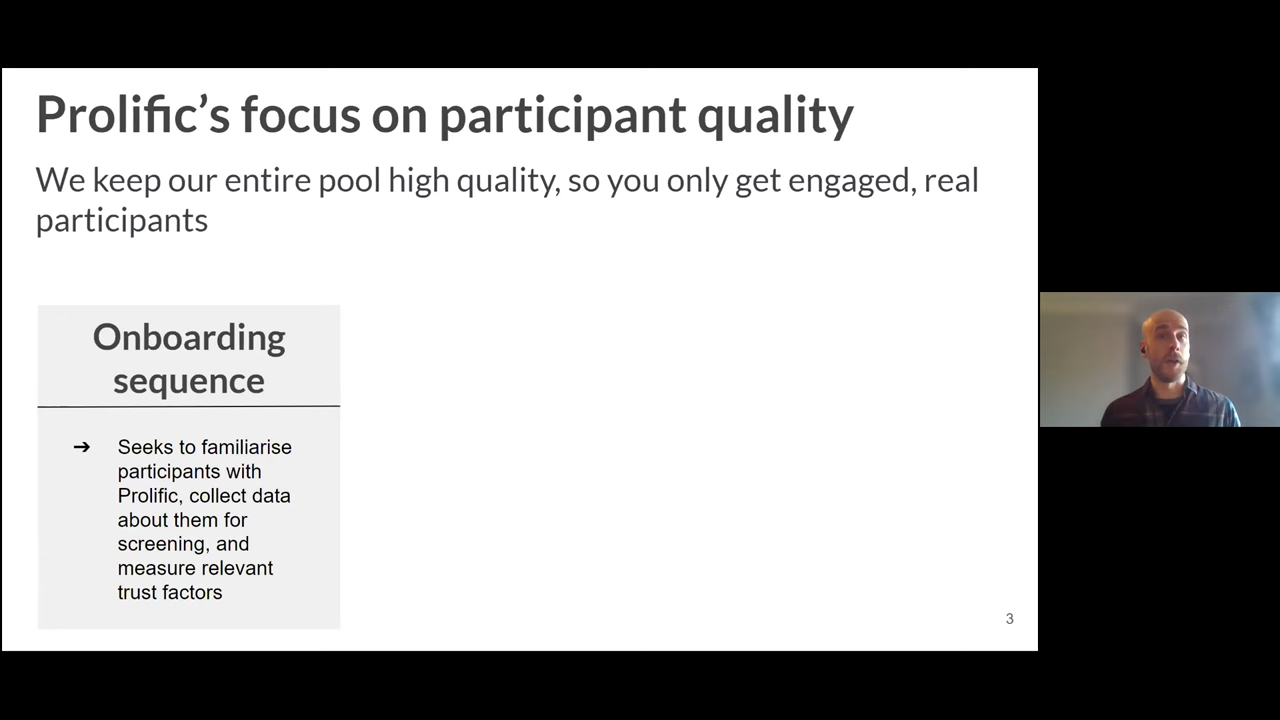 Prolific’s focus on participant quality
We keep our entire pool high quality, so you only get engaged, real
participants
Onboarding
sequence
➔ Seeks to familiarise
participants with
Prolific, collect data
about them for
screening, and
measure relevant
trust factors
3